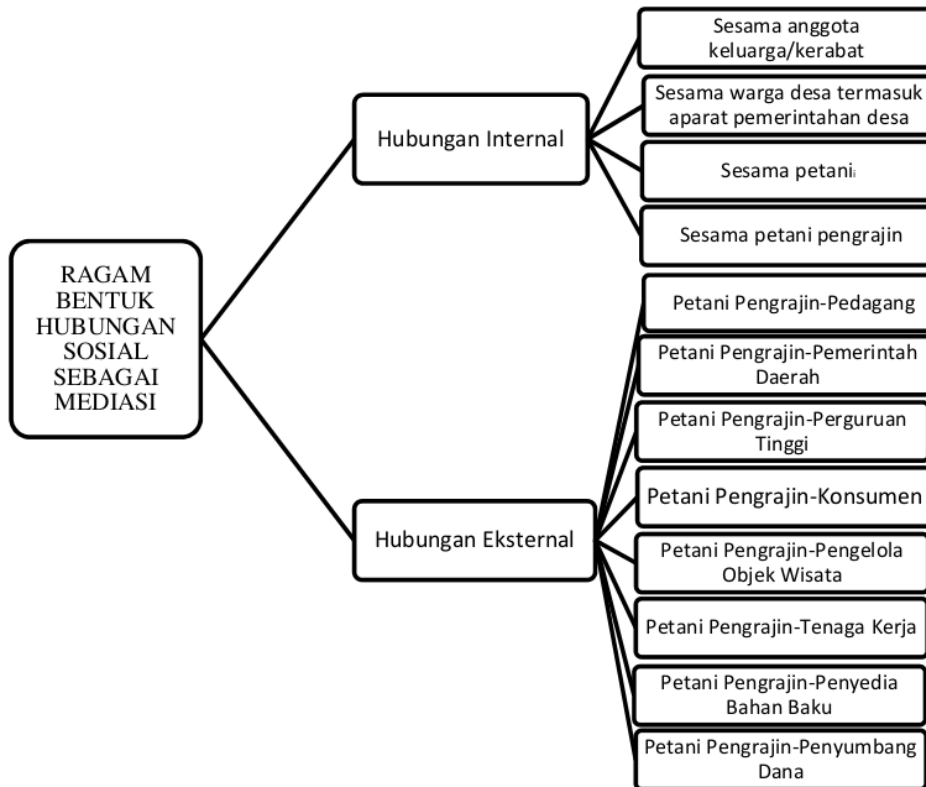 RAGAM
BENTUK
HUBUNGAN
SOSIAL
SEBAGAI
MEDIASI
Hubungan Internal
Sesama anggota
keluarga/kerabat
Sesama warga desa termasuk
aparat pemerintahan desa
Sesama petaniᵢ
Sesama petani pengrajin
Hubungan Eksternal
Petani Pengrajin-Pedagang
Petani Pengrajin-Pemerintah
Daerah
Petani Pengrajin-Perguruan
Tinggi
Petani Pengrajin-Konsumen
Petani Pengrajin-Pengelola
Objek Wisata
Petani Pengrajin-Tenaga Kerja
Petani Pengrajin-Penyedia
Bahan Baku
Petani Pengrajin-Penyumbang
Dana